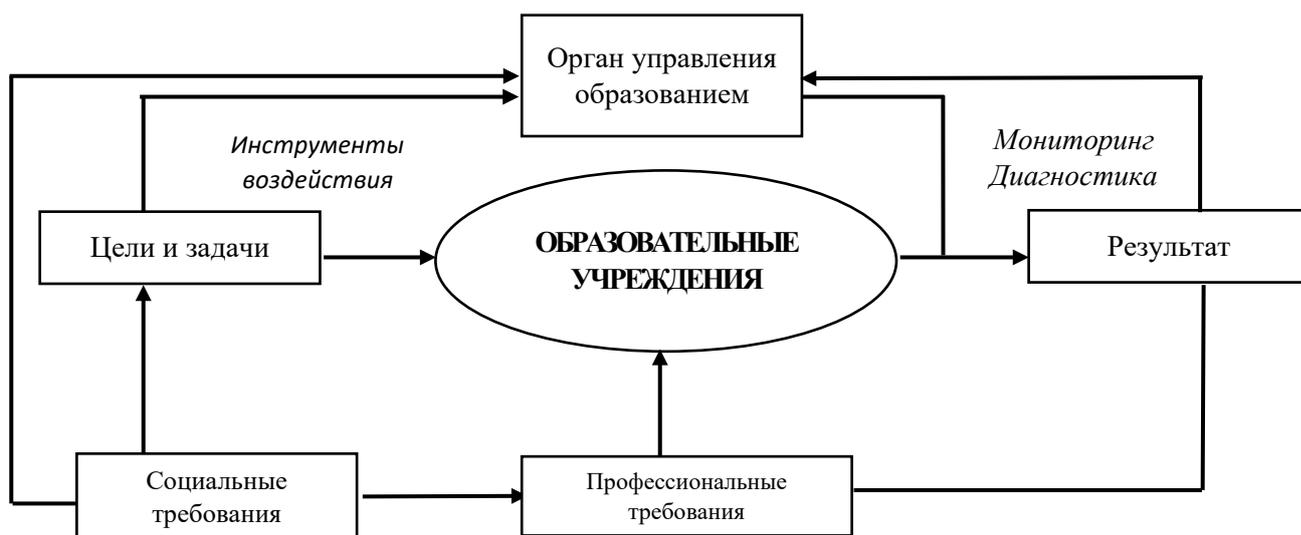 Орган управления
образованием
Инструменты
воздействия
Мониторинг
Диагностика
Цели и задачи
ОБРАЗОВАТЕЛЬНЫЕ
УЧРЕЖДЕНИЯ
Результат
Социальные
требования
Профессиональные
требования